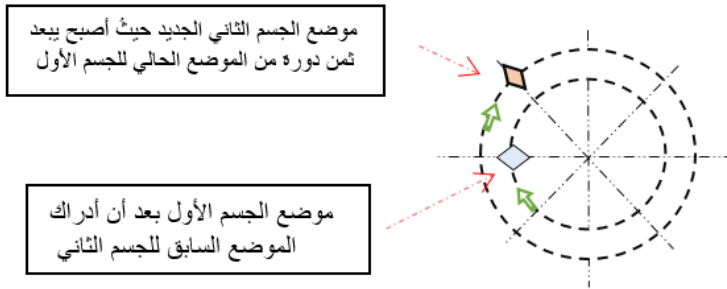 موضع الجسم الثاني الجديد حيثُ أصبح يبعد
ثمن دورة من الموضع الحالي للجسم الأول
موضع الجسم الأول بعد أن أدراك
الموضع السابق للجسم الثاني